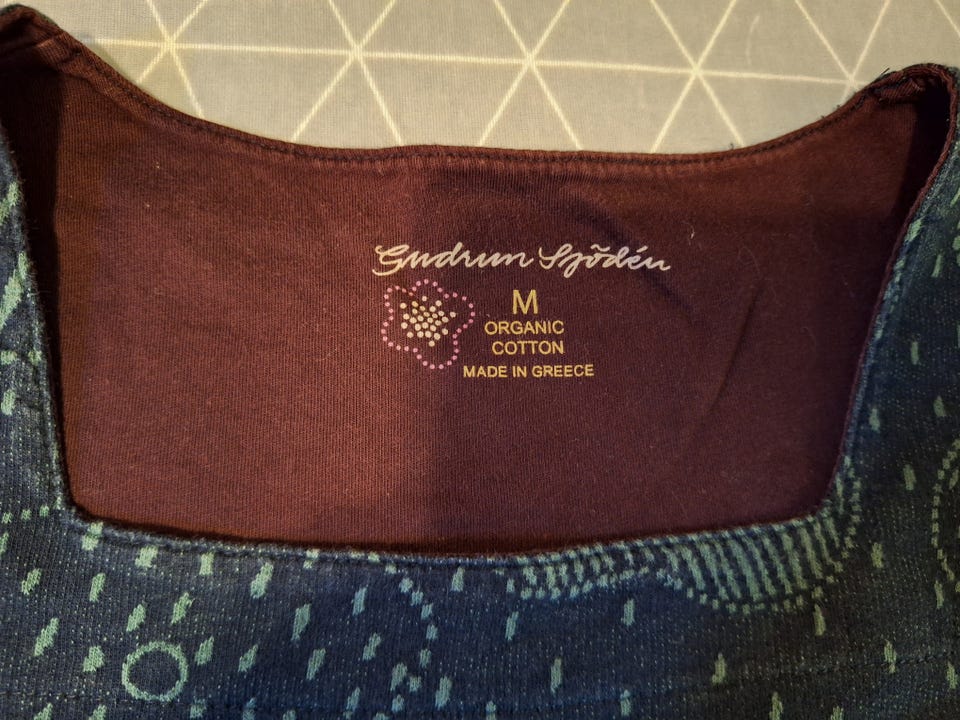 Gudrun Sjödén
M
ORGANIC
COTTON
MADE IN GREECE